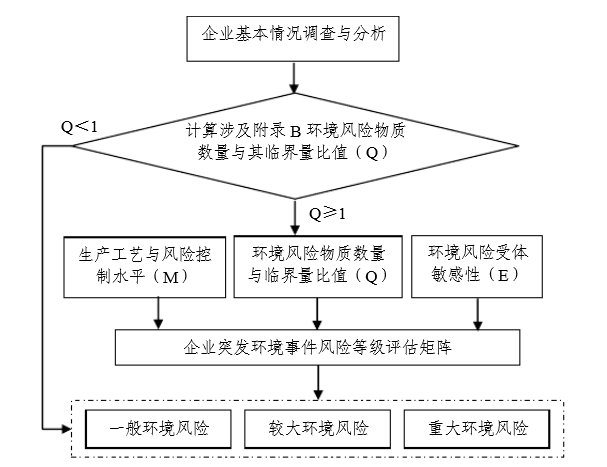 企业基本情况调查与分析
Q＜1
计算涉及附录 B 环境风险物质
数量与其临界量比值（Q）
Q≥1
生产工艺与风险控
制水平（M）
环境风险物质数量
与临界量比值（Q）
环境风险受体
敏感性（E）
企业突发环境事件风险等级评估矩阵
一般环境风险
较大环境风险
重大环境风险